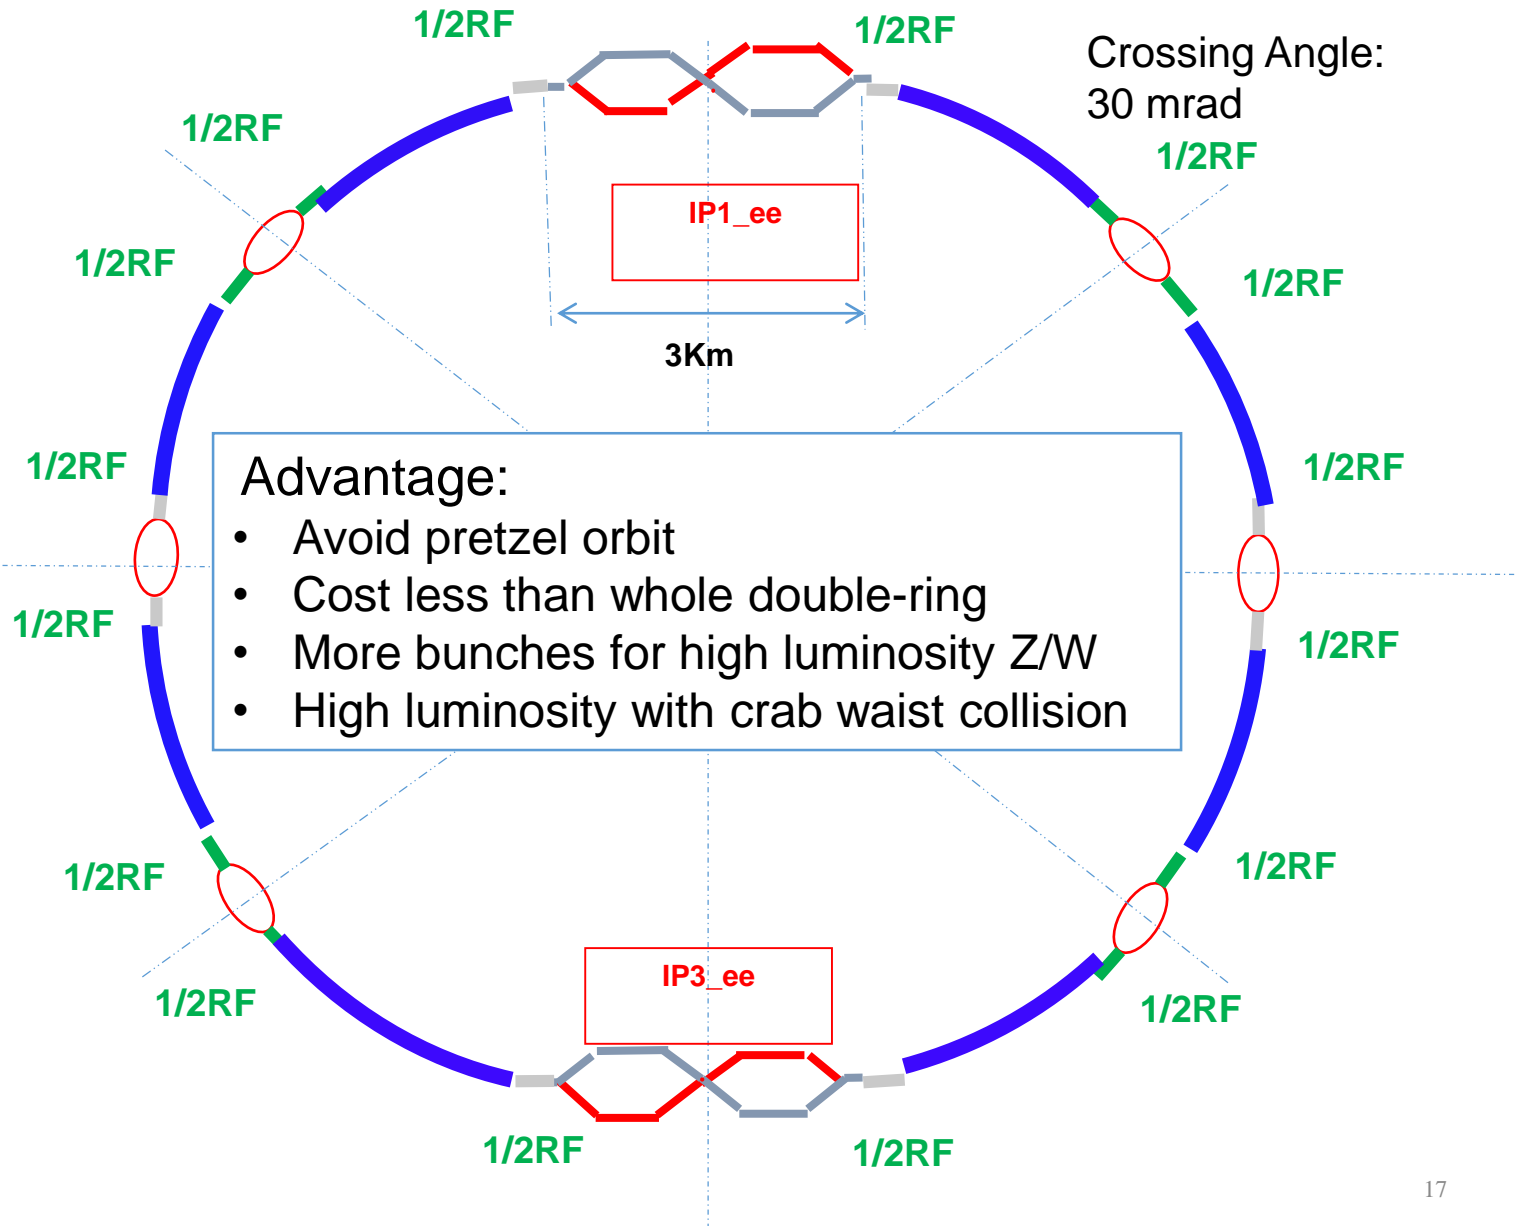 1/2RF
1/2RF
Crossing Angle:
30 mrad
1/2RF
1/2RF
IP1_ee
1/2RF
1/2RF
3Km
1/2RF
1/2RF
Advantage:
• Avoid pretzel orbit
• Cost less than whole double-ring
• More bunches for high luminosity Z/W
• High luminosity with crab waist collision
1/2RF
1/2RF
1/2RF
1/2RF
IP3_ee
1/2RF
1/2RF
1/2RF
1/2RF
17